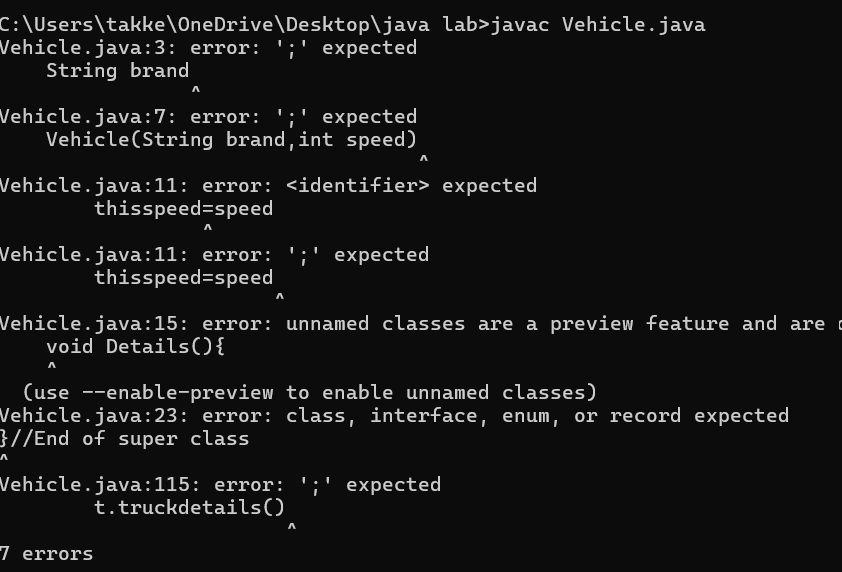 C:\Users\takke\OneDrive\Desktop\java lab>javac Vehicle.java
Vehicle.java:3: error: ';' expected
    String brand
                ^
Vehicle.java:7: error: ';' expected
    Vehicle(String brand,int speed)
                                   ^
Vehicle.java:11: error: <identifier> expected
        thisspeed=speed
                 ^
Vehicle.java:11: error: ';' expected
        thisspeed=speed
                       ^
Vehicle.java:15: error: unnamed classes are a preview feature and are
    void Details(){
    ^
  (use --enable-preview to enable unnamed classes)
Vehicle.java:23: error: class, interface, enum, or record expected
}//End of super class
^
Vehicle.java:115: error: ';' expected
        t.truckdetails()
                        ^
7 errors